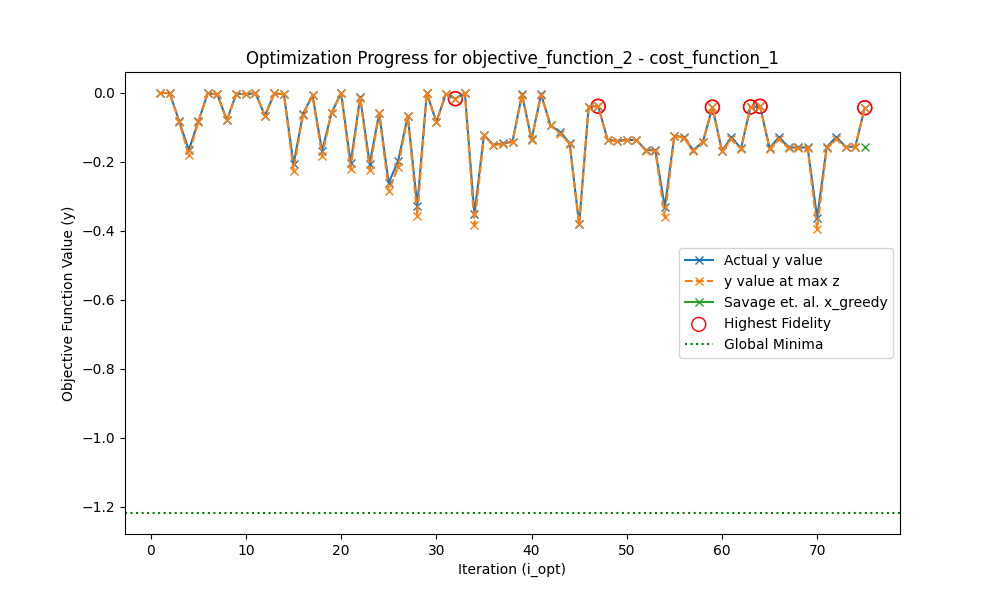 Optimization Progress for objective_function_2 - cost_function_1
Objective Function Value (y)
0.0
−0.2
−0.4
−0.6
−0.8
−1.0
−1.2
Actual y value
y value at max z
Savage et. al. x_greedy
Highest Fidelity
Global Minima
0 10 20 30 40 50 60 70
Iteration (i_opt)